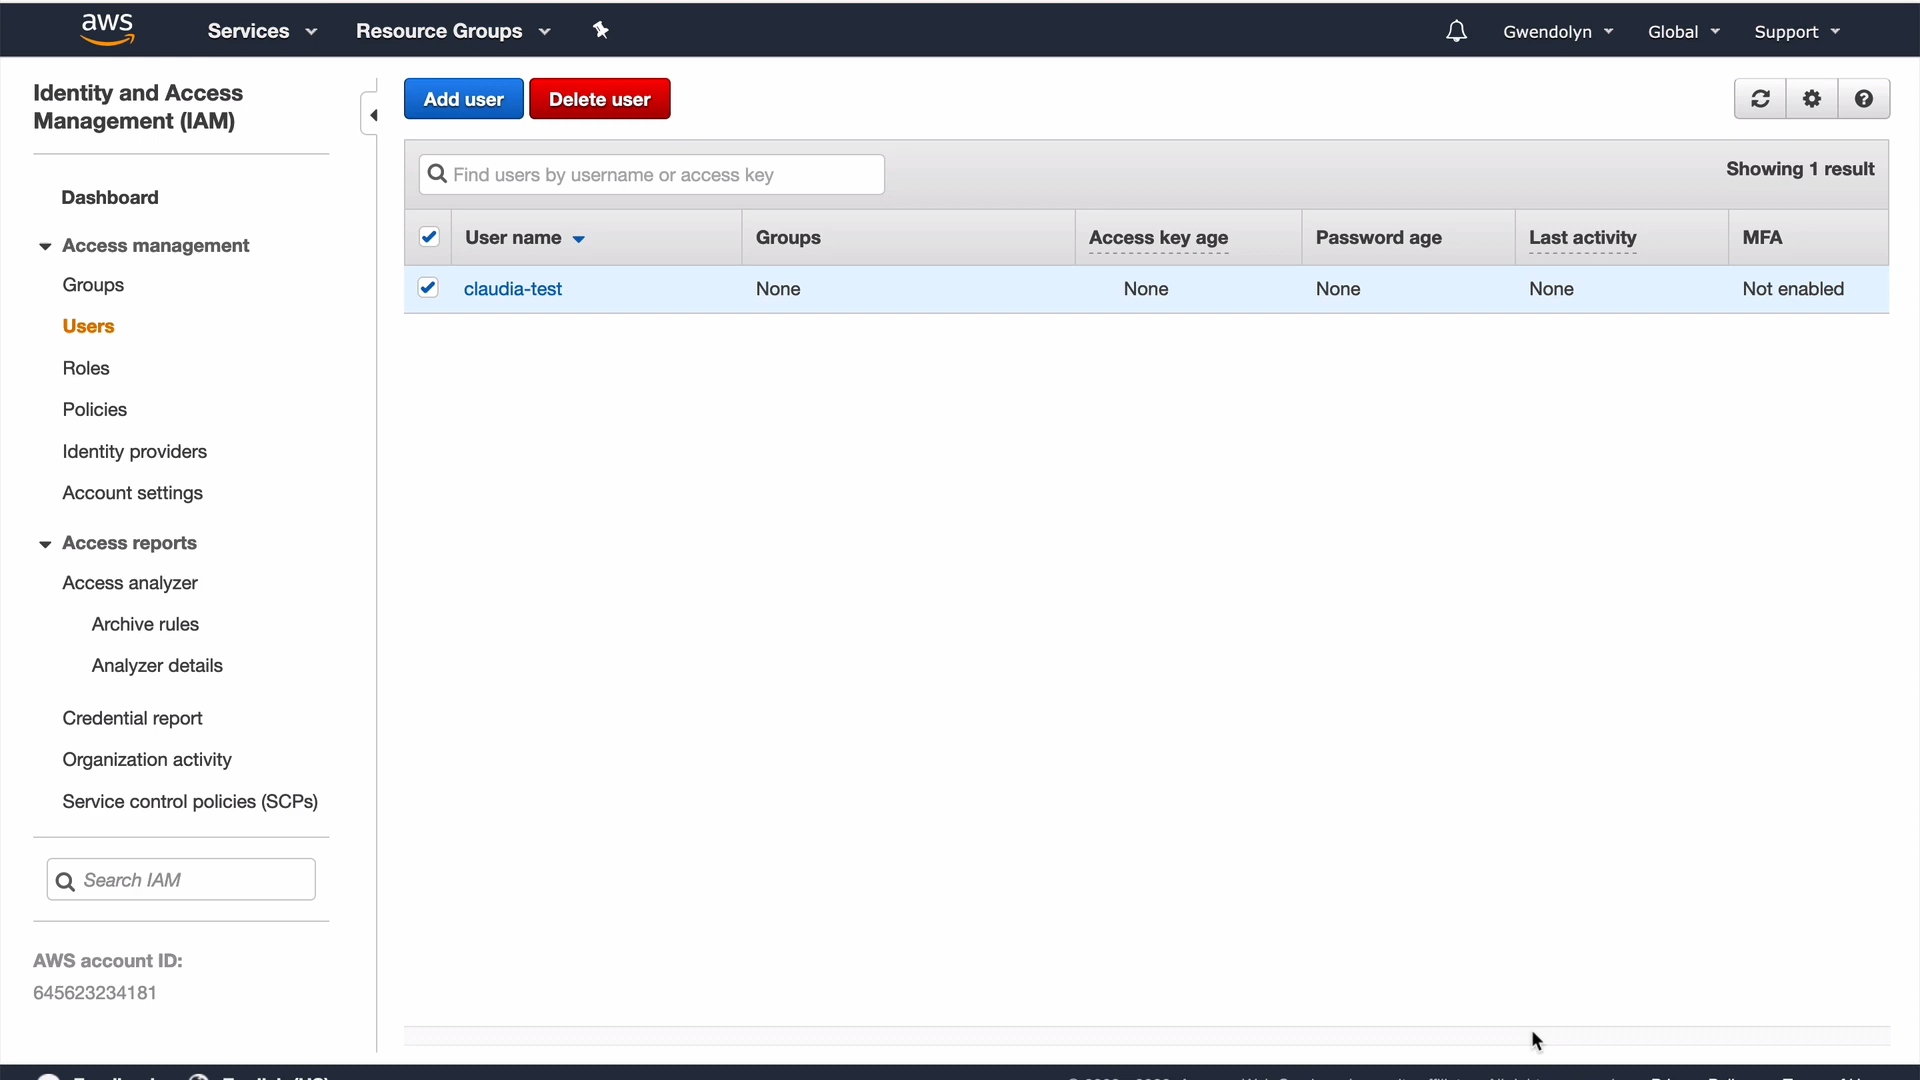 aws
Services
Resource Groups
Gwendolyn
Global
Support
Identity and Access
Management (IAM)
Dashboard
Access management
Groups
Users
Roles
Policies
Identity providers
Account settings
Access reports
Access analyzer
Archive rules
Analyzer details
Credential report
Organization activity
Service control policies (SCPs)
Search IAM
AWS account ID:
645623234181
Add user
Delete user
Find users by username or access key
Showing 1 result
User name Groups Access key age Password age Last activity MFA
claudia-test None None None None Not enabled